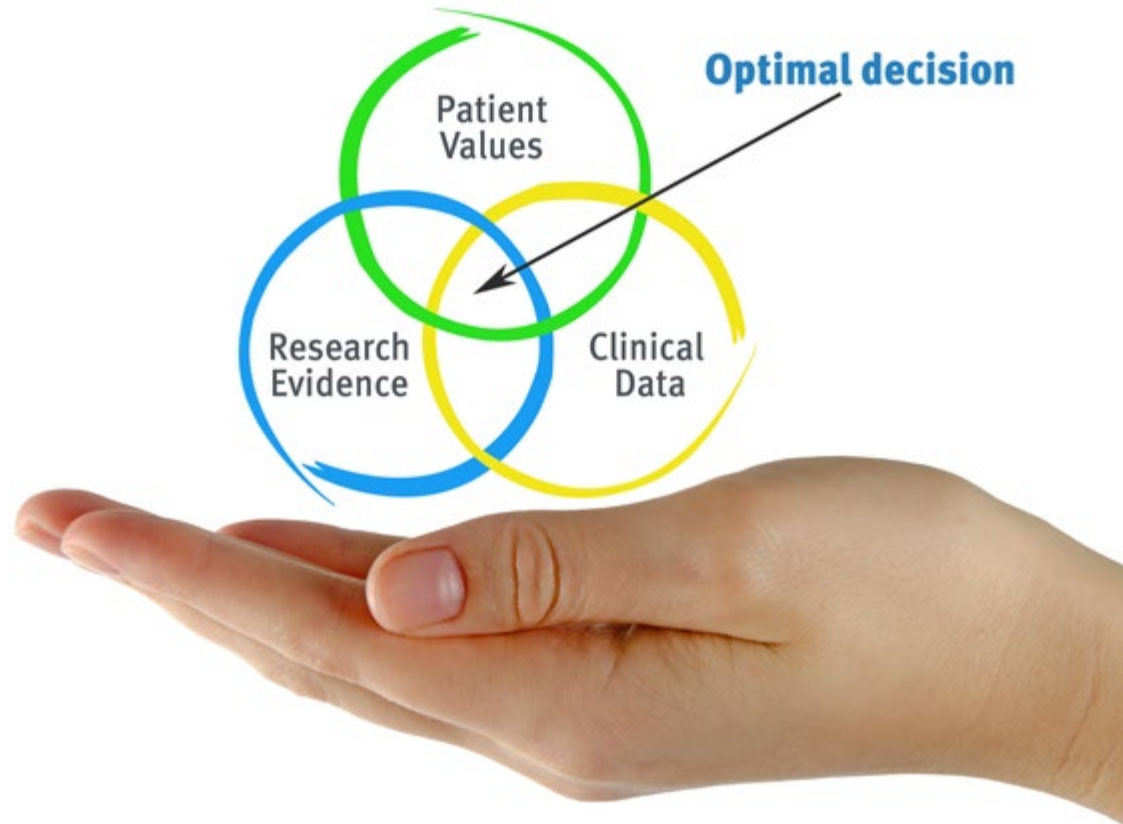 Optimal decision
Patient
Values
Research
Evidence
Clinical
Data